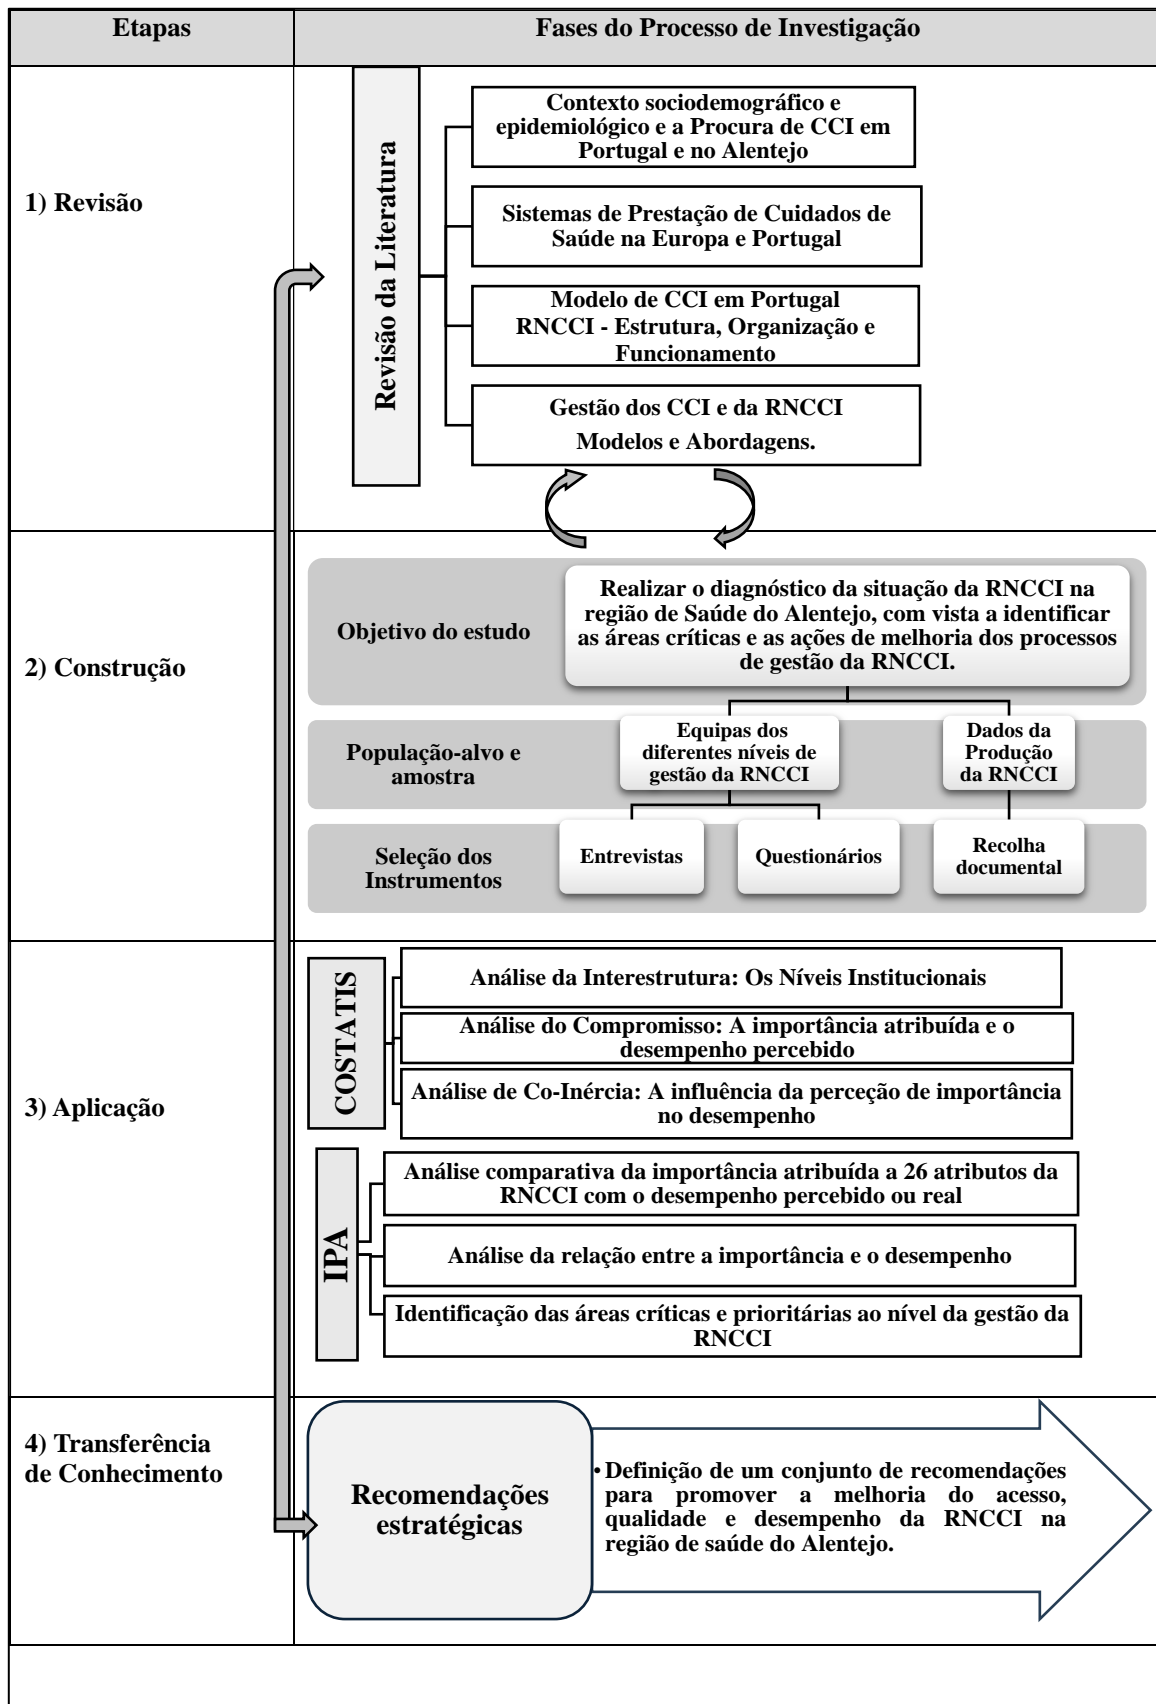 Etapas
Fases do Processo de Investigação
1) Revisão
Revisão da Literatura
Contexto sociodemográfico e
epidemiológico e a Procura de CCI em
Portugal e no Alentejo
Sistemas de Prestação de Cuidados de
Saúde na Europa e Portugal
Modelo de CCI em Portugal
RNCCI - Estrutura, Organização e
Funcionamento
Gestão dos CCI e da RNCCI
Modelos e Abordagens.
2) Construção
Objetivo do estudo
Realizar o diagnóstico da situação da RNCCI na
região de Saúde do Alentejo, com vista a identificar
as áreas críticas e as ações de melhoria dos processos
de gestão da RNCCI.
População-alvo e
amostra
Equipas dos
diferentes níveis de
gestão da RNCCI
Dados da
Produção
da RNCCI
Seleção dos
Instrumentos
Entrevistas
Questionários
Recolha
documental
3) Aplicação
COSTATIS
Análise da Interestrutura: Os Níveis Institucionais
Análise do Compromisso: A importância atribuída e o
desempenho percebido
Análise de Co-Inércia: A influência da perceção de importância
no desempenho
IPA
Análise comparativa da importância atribuída a 26 atributos da
RNCCI com o desempenho percebido ou real
Análise da relação entre a importância e o desempenho
Identificação das áreas críticas e prioritárias ao nível da gestão da
RNCCI
4) Transferência
de Conhecimento
Recomendações
estratégicas
•Definição de um conjunto de recomendações
para promover a melhoria do acesso,
qualidade e desempenho da RNCCI na
região de saúde do Alentejo.